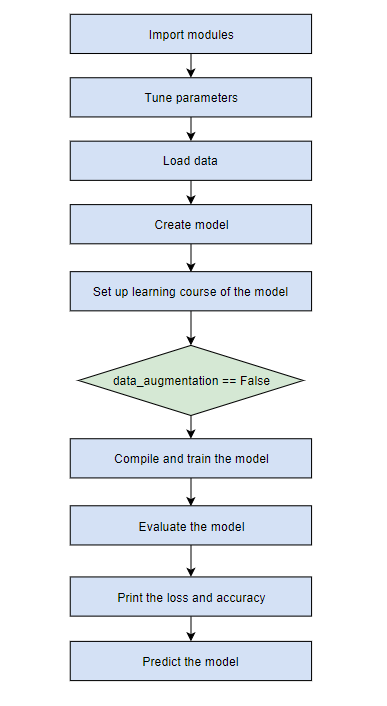 Import modules
Tune parameters
Load data
Create model
Set up learning course of the model
data_augmentation == False
Compile and train the model
Evaluate the model
Print the loss and accuracy
Predict the model